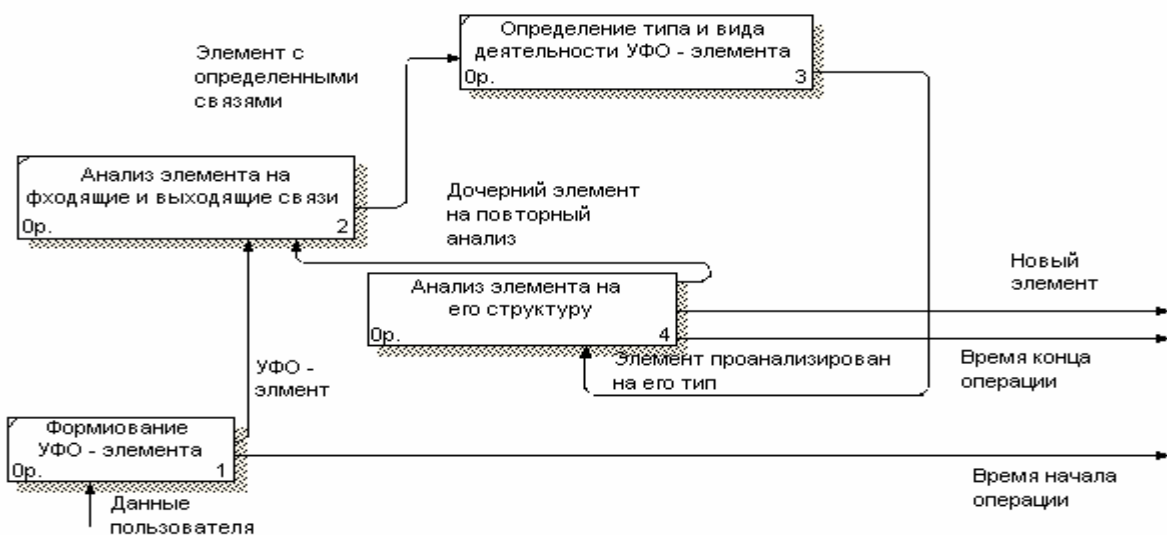 Определение типа и вида
деятельности УФО - элемента
0р. 3
Элемент с
определенными
связями
Анализ элемента на
фходящие и выходящие связи
0р. 2
Дочерний элемент
на повторный
анализ
Анализ элемента на
его структуру
0р. 4
Новый
элемент
Элемент проанализирован
на его тип
Время конца
операции
УФО -
элмент
Формиование
УФО - элемента
0р. 1
Время начала
операции
Данные
пользователя